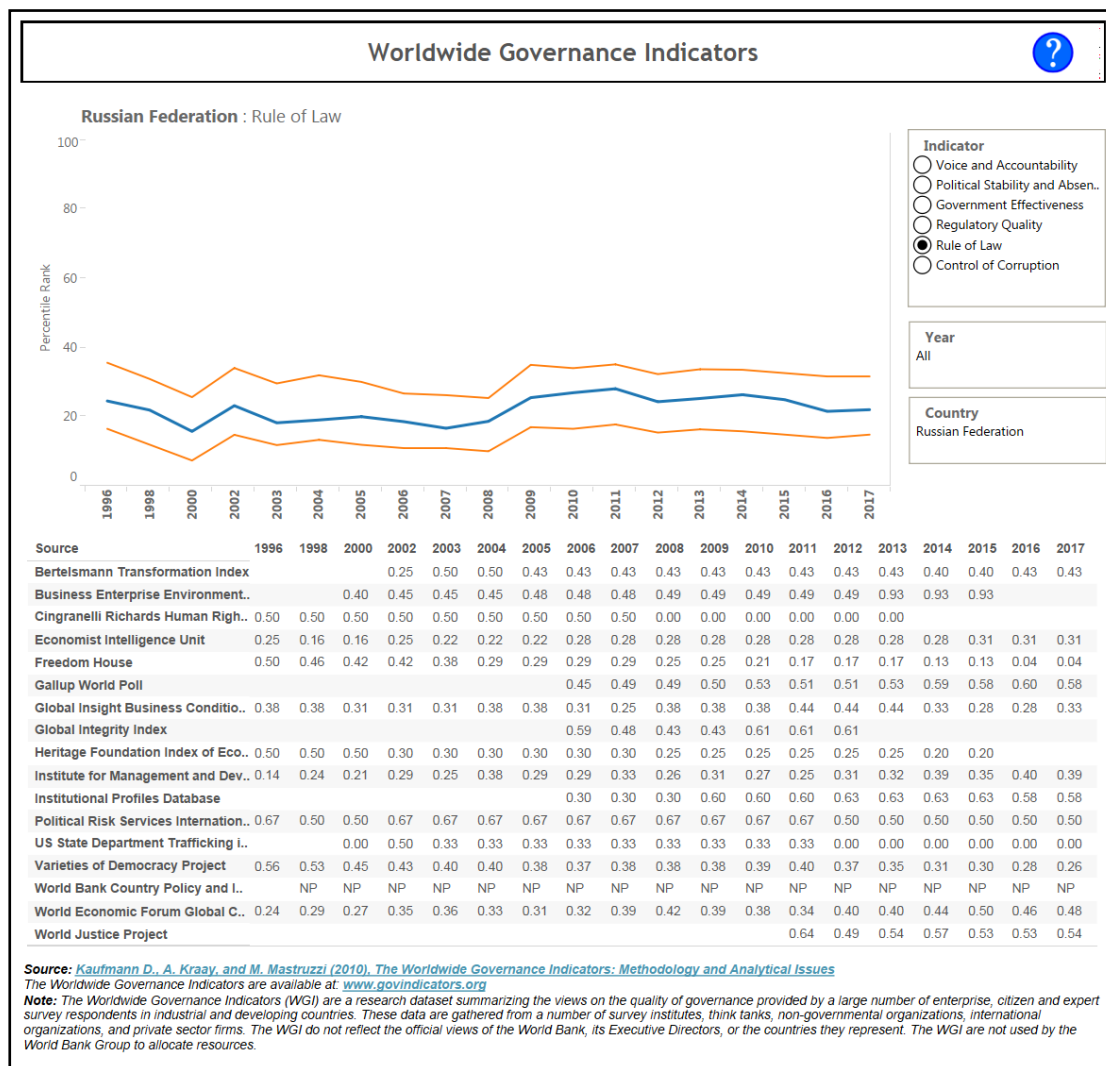 Worldwide Governance Indicators
?
Russian Federation : Rule of Law
100
80
60
40
20
0
Percentile Rank
1996 1998 2000 2002 2003 2004 2005 2006 2007 2008 2009 2010 2011 2012 2013 2014 2015 2016 2017
Indicator
Voice and Accountability
Political Stability and Absen..
Government Effectiveness
Regulatory Quality
Rule of Law
Control of Corruption
Year
All
Country
Russian Federation
Source 1996 1998 2000 2002 2003 2004 2005 2006 2007 2008 2009 2010 2011 2012 2013 2014 2015 2016 2017
Bertelsmann Transformation Index 0.25 0.50 0.50 0.43 0.43 0.43 0.43 0.43 0.43 0.43 0.43 0.43 0.40 0.40 0.43 0.43
Business Enterprise Environment.. 0.40 0.45 0.45 0.45 0.48 0.48 0.48 0.49 0.49 0.49 0.49 0.49 0.93 0.93 0.93
Cingranelli Richards Human Righ.. 0.50 0.50 0.50 0.50 0.50 0.50 0.50 0.50 0.50 0.00 0.00 0.00 0.00 0.00 0.00
Economist Intelligence Unit 0.25 0.16 0.16 0.25 0.22 0.22 0.22 0.28 0.28 0.28 0.28 0.28 0.28 0.28 0.28 0.28 0.31 0.31 0.31
Freedom House 0.50 0.46 0.42 0.42 0.38 0.29 0.29 0.29 0.29 0.25 0.25 0.21 0.17 0.17 0.17 0.13 0.13 0.04 0.04
Gallup World Poll 0.45 0.49 0.49 0.50 0.53 0.51 0.51 0.53 0.59 0.58 0.60 0.58
Global Insight Business Conditio.. 0.38 0.38 0.31 0.31 0.31 0.38 0.38 0.31 0.25 0.38 0.38 0.38 0.44 0.44 0.44 0.33 0.28 0.28 0.33
Global Integrity Index 0.59 0.48 0.43 0.43 0.61 0.61 0.61
Heritage Foundation Index of Eco.. 0.50 0.50 0.50 0.30 0.30 0.30 0.30 0.30 0.30 0.25 0.25 0.25 0.25 0.25 0.25 0.20 0.20
Institute for Management and Dev.. 0.14 0.24 0.21 0.29 0.25 0.38 0.29 0.29 0.33 0.26 0.31 0.27 0.25 0.31 0.32 0.39 0.35 0.40 0.39
Institutional Profiles Database 0.30 0.30 0.30 0.60 0.60 0.60 0.63 0.63 0.63 0.63 0.58 0.58
Political Risk Services Internation.. 0.67 0.50 0.50 0.67 0.67 0.67 0.67 0.67 0.67 0.67 0.67 0.67 0.67 0.50 0.50 0.50 0.50 0.50 0.50
US State Department Trafficking i.. 0.00 0.50 0.33 0.33 0.33 0.33 0.33 0.33 0.33 0.33 0.33 0.00 0.00 0.00 0.00 0.00 0.00
Varieties of Democracy Project 0.56 0.53 0.45 0.43 0.40 0.40 0.38 0.37 0.38 0.38 0.38 0.39 0.40 0.37 0.35 0.31 0.30 0.28 0.26
World Bank Country Policy and I.. NP NP NP NP NP NP NP NP NP NP NP NP NP NP NP NP NP NP
World Economic Forum Global C.. 0.24 0.29 0.27 0.35 0.36 0.33 0.31 0.32 0.39 0.42 0.39 0.38 0.34 0.40 0.40 0.44 0.50 0.46 0.48
World Justice Project 0.64 0.49 0.54 0.57 0.53 0.53 0.54
Source: Kaufmann D., A. Kraay, and M. Mastruzzi (2010), The Worldwide Governance Indicators: Methodology and Analytical Issues
The Worldwide Governance Indicators are available at: www.govindicators.org
Note: The Worldwide Governance Indicators (WGI) are a research dataset summarizing the views on the quality of governance provided by a large number of enterprise, citizen and expert
survey respondents in industrial and developing countries. These data are gathered from a number of survey institutes, think tanks, non-governmental organizations, international
organizations, and private sector firms. The WGI do not reflect the official views of the World Bank, its Executive Directors, or the countries they represent. The WGI are not used by the
World Bank Group to allocate resources.